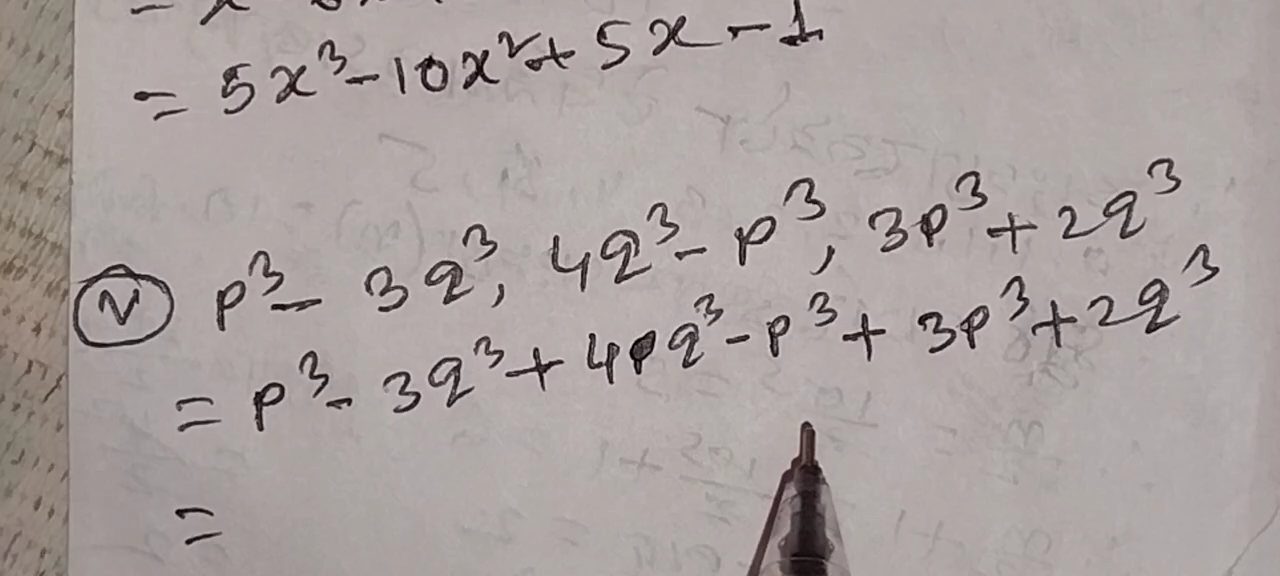 = 5x³ - 10x² + 5x - 1
(v) p³ - 3q³, 4q³ - p³, 3p³ + 2q³
= p³ - 3q³ + 4q³ - p³ + 3p³ + 2q³
=